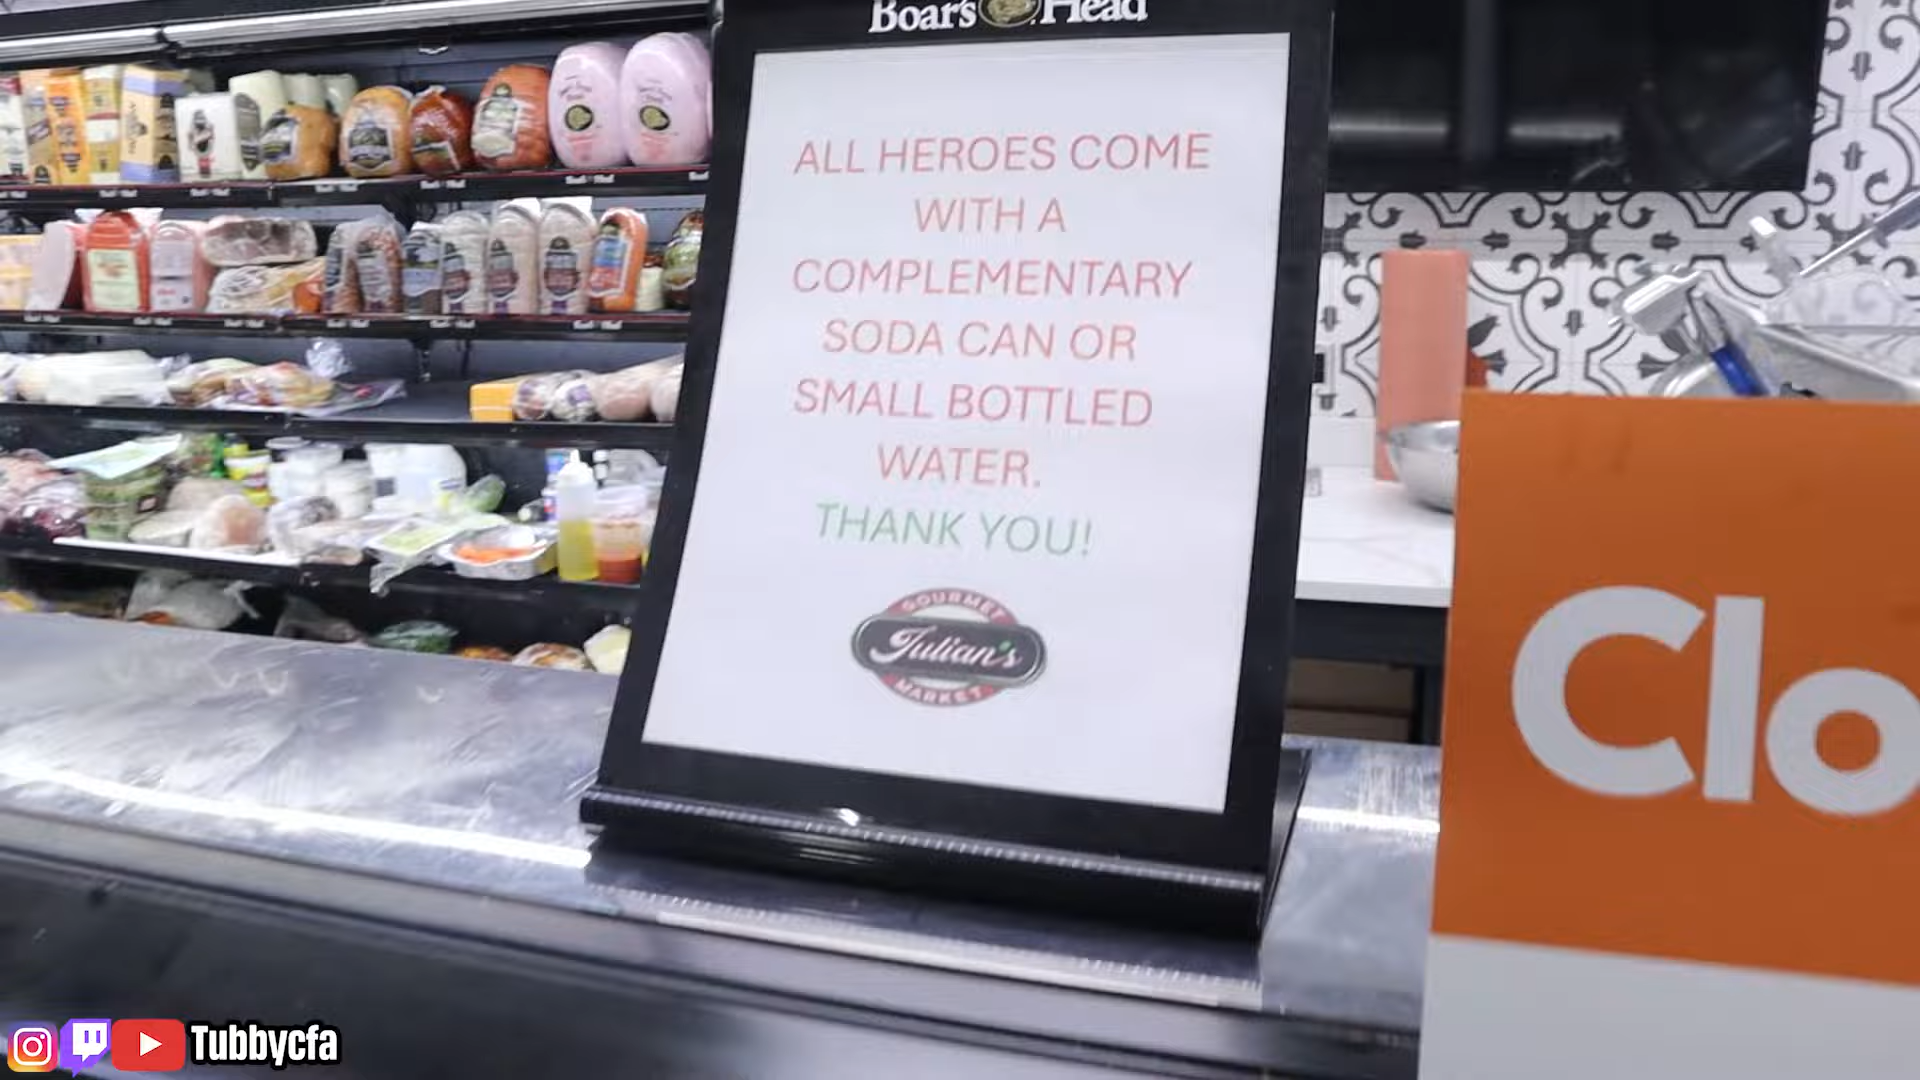 Boar's Head
ALL HEROES COME
WITH A
COMPLEMENTARY
SODA CAN OR
SMALL BOTTLED
WATER.
THANK YOU!
GOURMET
Julian's
MARKET
Clo
Tubbycfa